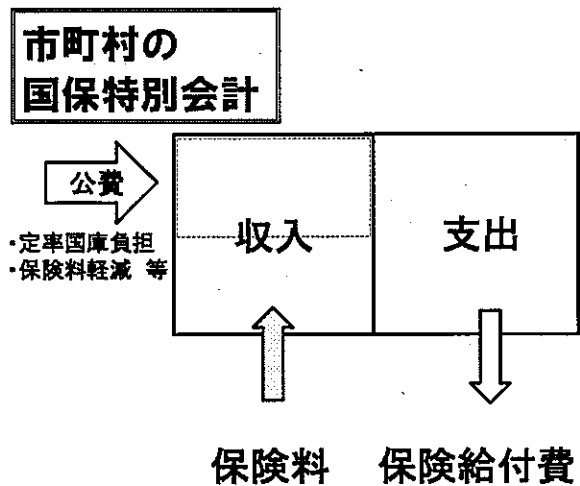 市町村の
国保特別会計
公費
・定率国庫負担
・保険料軽減 等
収入
支出
保険料
保険給付費